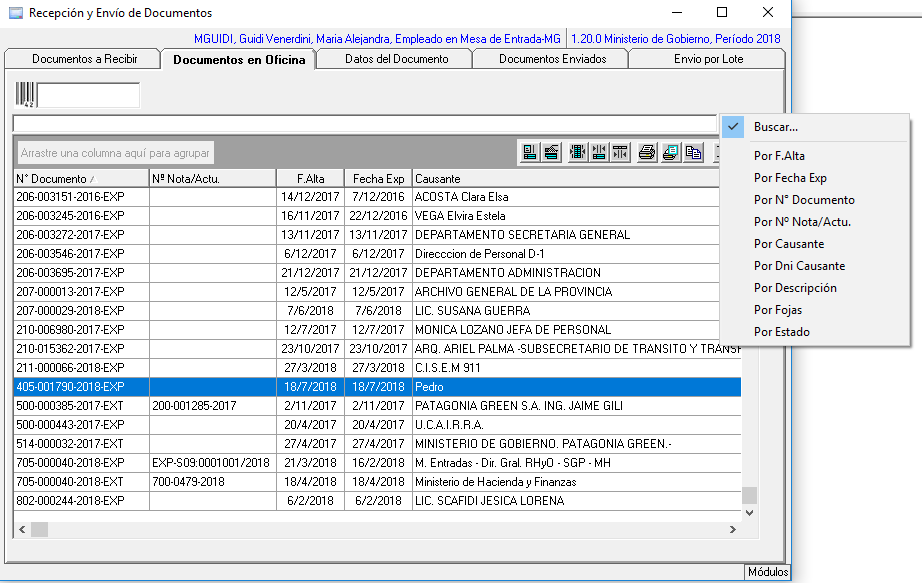 Recepción y Envío de Documentos
MGUIDI, Guidi Venerdini, Maria Alejandra, Empleado en Mesa de Entrada-MG 1.20.0 Ministerio de Gobierno, Período 2018
Documentos a Recibir Documentos en Oficina Datos del Documento Documentos Enviados Envio por Lote
42
Arrastre una columna aquí para agrupar
N° Documento Nº Nota/Actu. F.Alta Fecha Exp Causante
206-003151-2016-EXP 14/12/2017 7/12/2016 ACOSTA Clara Elsa
206-003245-2016-EXP 16/11/2017 22/12/2016 VEGA Elvira Estela
206-003272-2017-EXP 13/11/2017 13/11/2017 DEPARTAMENTO SECRETARIA GENERAL
206-003546-2017-EXP 6/12/2017 6/12/2017 Direcccion de Personal D-1
206-003695-2017-EXP 21/12/2017 21/12/2017 DEPARTAMENTO ADMINISTRACION
207-000013-2017-EXP 12/5/2017 12/5/2017 ARCHIVO GENERAL DE LA PROVINCIA
207-000029-2018-EXP 7/6/2018 7/6/2018 LIC. SUSANA GUERRA
210-006980-2017-EXP 12/7/2017 12/7/2017 MONICA LOZANO JEFA DE PERSONAL
210-015362-2017-EXP 23/10/2017 23/10/2017 ARQ. ARIEL PALMA -SUBSECRETARIO DE TRANSITO Y TRANSF
211-000066-2018-EXP 27/3/2018 27/3/2018 C.I.S.E.M 911
405-001790-2018-EXP 18/7/2018 18/7/2018 Pedro
500-000385-2017-EXT 200-001285-2017 2/11/2017 2/11/2017 PATAGONIA GREEN S.A. ING. JAIME GILI
500-000443-2017-EXP 20/4/2017 20/4/2017 U.C.A.I.R.R.A.
514-000032-2017-EXT 27/4/2017 27/4/2017 MINISTERIO DE GOBIERNO. PATAGONIA GREEN.-
705-000040-2018-EXP EXP-S09:0001001/2018 21/3/2018 16/2/2018 M. Entradas - Dir. Gral. RHyO - SGP - MH
705-000040-2018-EXT 700-0479-2018 18/4/2018 18/4/2018 Ministerio de Hacienda y Finanzas
802-000244-2018-EXP 6/2/2018 6/2/2018 LIC. SCAFIDI JESICA LORENA
Buscar...
Por F.Alta
Por Fecha Exp
Por N° Documento
Por Nº Nota/Actu.
Por Causante
Por Dni Causante
Por Descripción
Por Fojas
Por Estado
Módulos